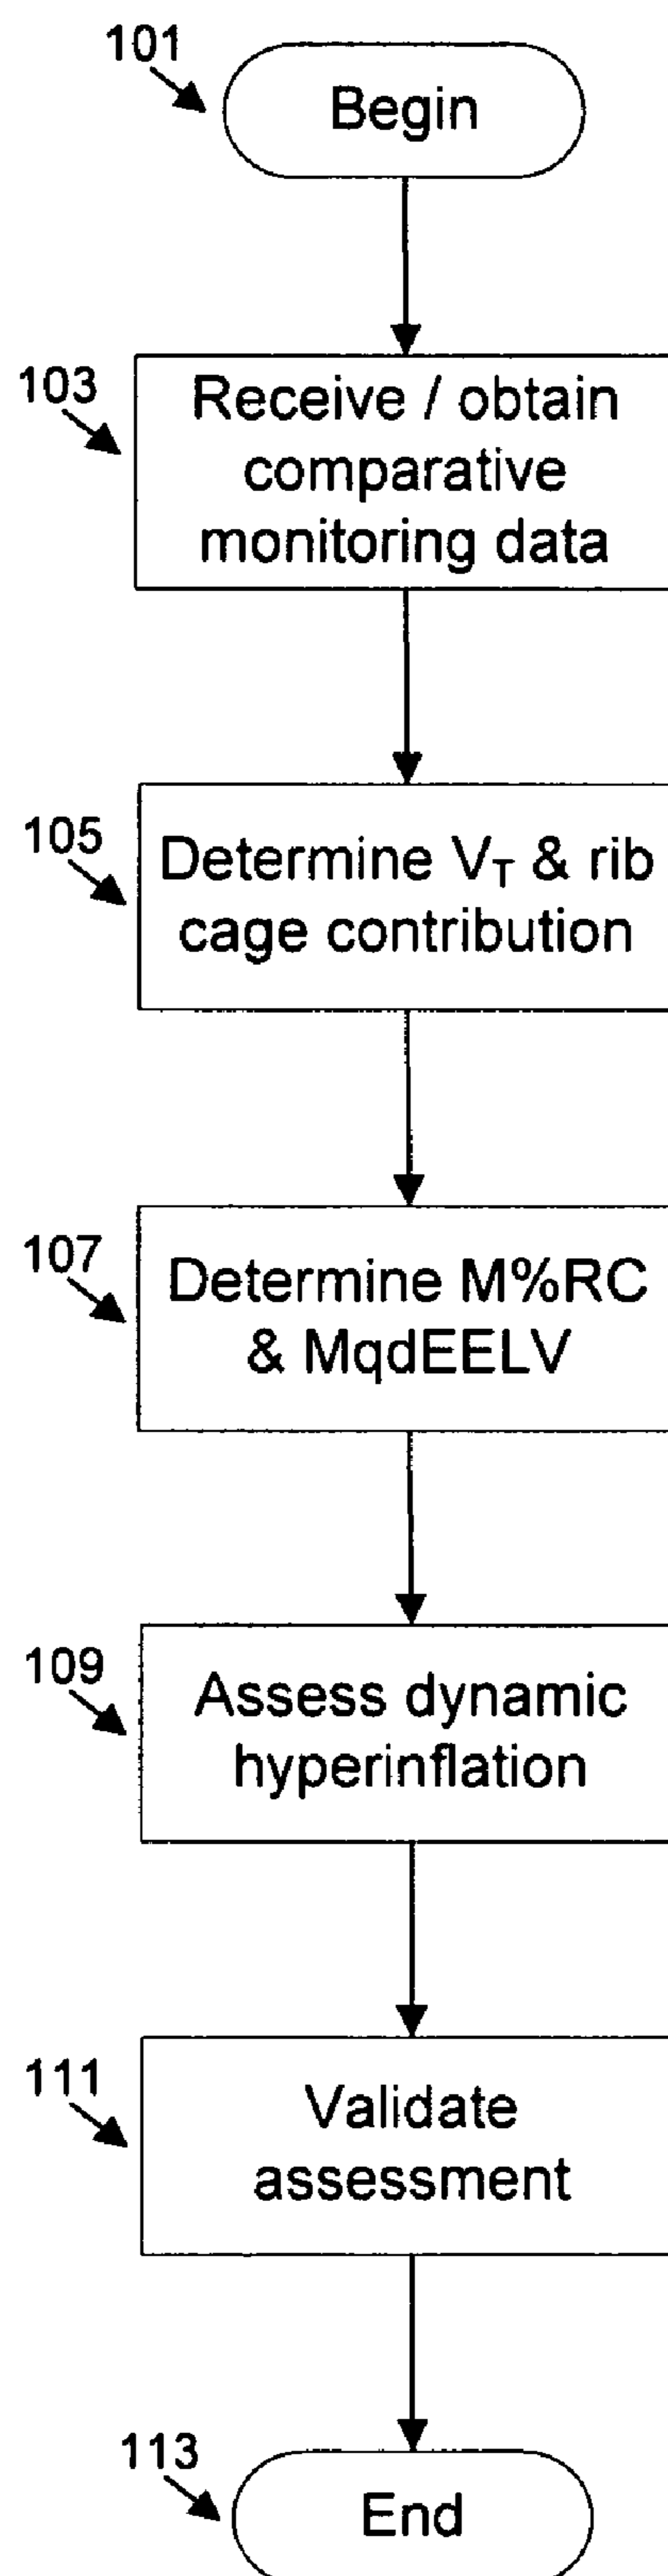 101
Begin
103
Receive / obtain
comparative
monitoring data
105
Determine V_T & rib
cage contribution
107
Determine M%RC
& MqdEELV
109
Assess dynamic
hyperinflation
111
Validate
assessment
113
End